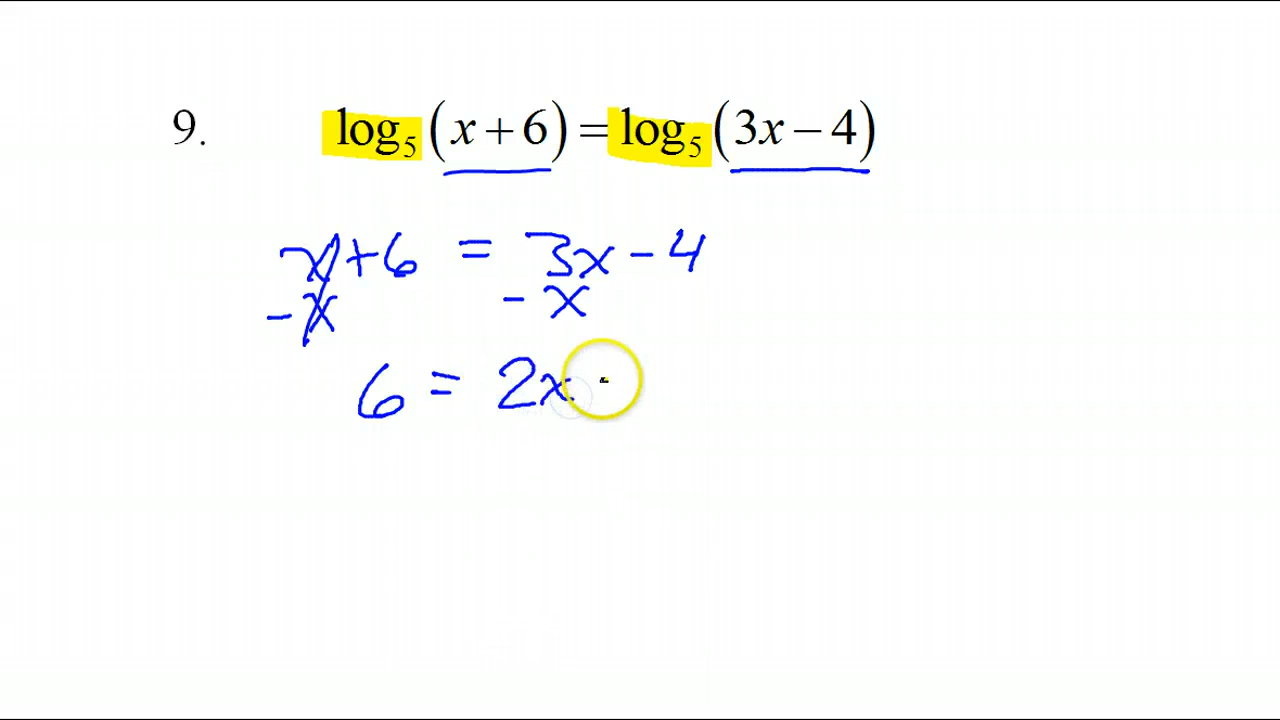 9. log₅(x+6)=log₅(3x−4)
x+6 = 3x-4
-x -x
6 = 2x